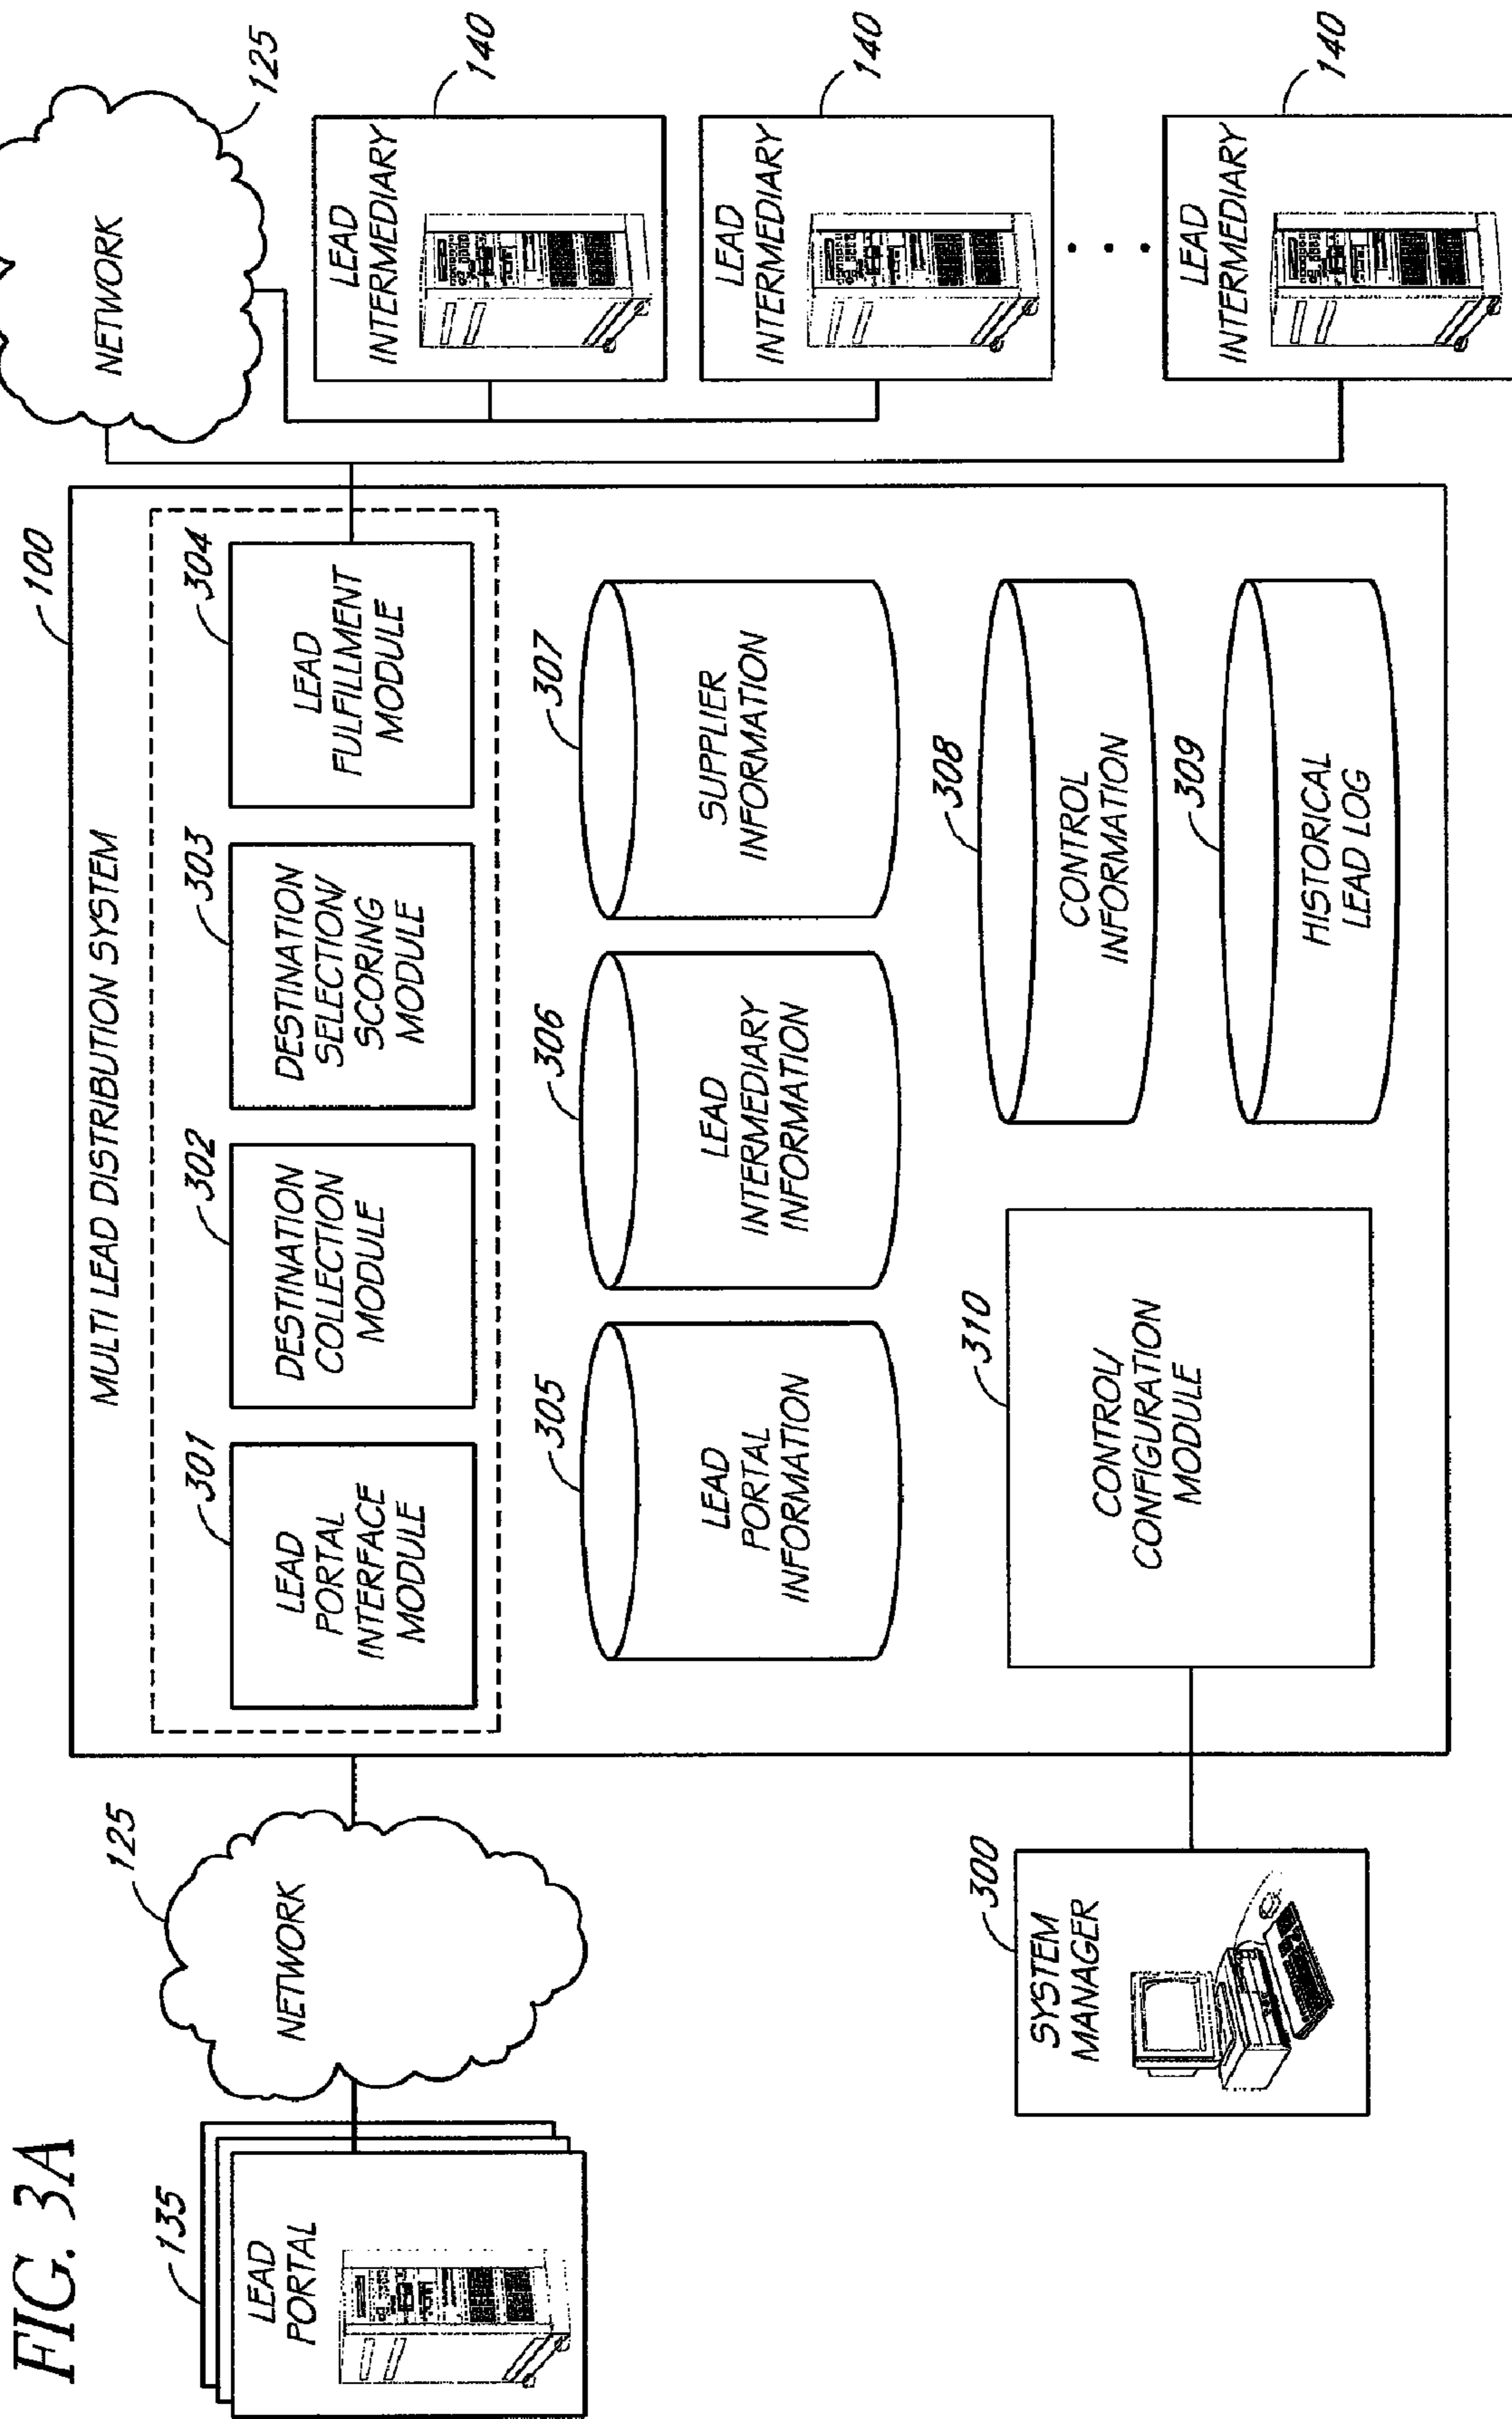 FIG. 3A
135
LEAD
PORTAL
125
NETWORK
300
SYSTEM
MANAGER
100
MULTI LEAD DISTRIBUTION SYSTEM
301
LEAD
PORTAL
INTERFACE
MODULE
302
DESTINATION
COLLECTION
MODULE
303
DESTINATION
SELECTION/
SCORING
MODULE
304
LEAD
FULFILLMENT
MODULE
305
LEAD
PORTAL
INFORMATION
306
LEAD
INTERMEDIARY
INFORMATION
307
SUPPLIER
INFORMATION
310
CONTROL/
CONFIGURATION
MODULE
308
CONTROL
INFORMATION
309
HISTORICAL
LEAD LOG
NETWORK
125
LEAD
INTERMEDIARY
140
LEAD
INTERMEDIARY
140
LEAD
INTERMEDIARY
140